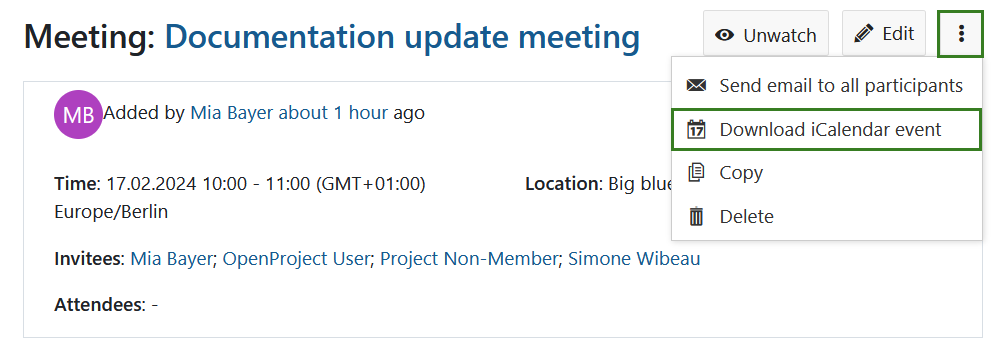 Meeting: Documentation update meeting
Unwatch
Edit
Send email to all participants
17
Download iCalendar event
Copy
Delete
MB
Added by Mia Bayer about 1 hour ago
Time: 17.02.2024 10:00 - 11:00 (GMT+01:00)
Europe/Berlin
Location: Big
Invitees: Mia Bayer; OpenProject User; Project Non-Member; Simone Wibeau
Attendees: -